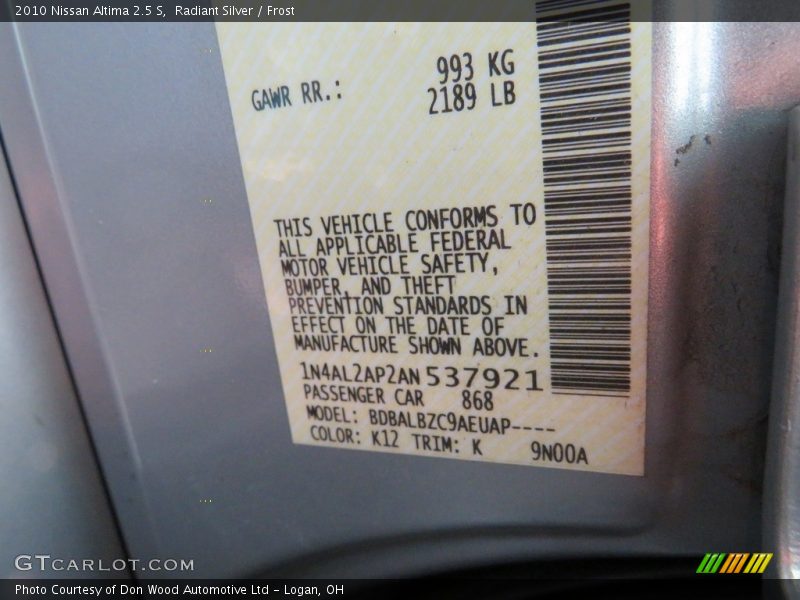 2010 Nissan Altima 2.5 S,  Radiant Silver / Frost
GAWR RR.: 993 KG
2189 LB
THIS VEHICLE CONFORMS TO
ALL APPLICABLE FEDERAL
MOTOR VEHICLE SAFETY,
BUMPER, AND THEFT
PREVENTION STANDARDS IN
EFFECT ON THE DATE OF
MANUFACTURE SHOWN ABOVE.
1N4AL2AP2AN537921
PASSENGER CAR 868
MODEL: BDBALBZC9AEUAP----
COLOR: K12 TRIM: K 9N00A
GTCARLOT.COM
Photo Courtesy of Don Wood Automotive Ltd - Logan, OH